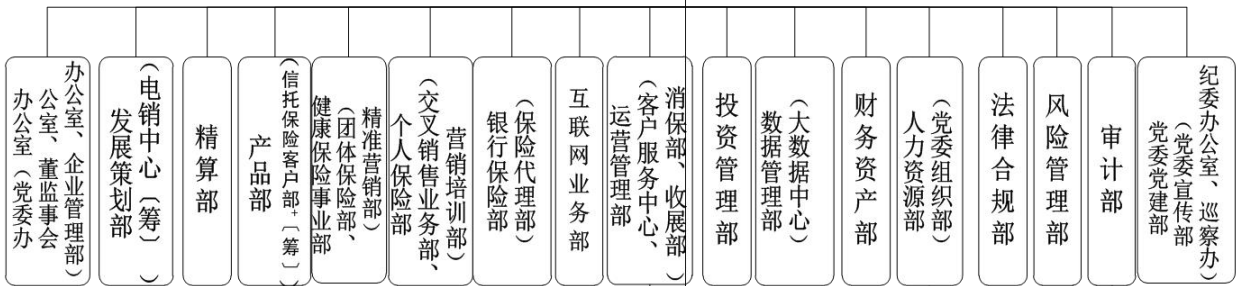 办公室（党委办
公室、董监事会
办公室、企业管理部）
发展策划部
（电销中心〔筹〕）
精算部
产品部
（信托保险客户部+〔筹〕）
健康保险事业部
（团体保险部、
精准营销部）
个人保险部
（交叉销售业务部、
营销培训部）
银行保险部
（保险代理部）
互联网业务部
运营管理部
（客户服务中心、
消保部、收展部）
投资管理部
数据管理部
（大数据中心）
财务资产部
人力资源部
（党委组织部）
法律合规部
风险管理部
审计部
党委党建部
（党委宣传部
纪委办公室、巡察办）